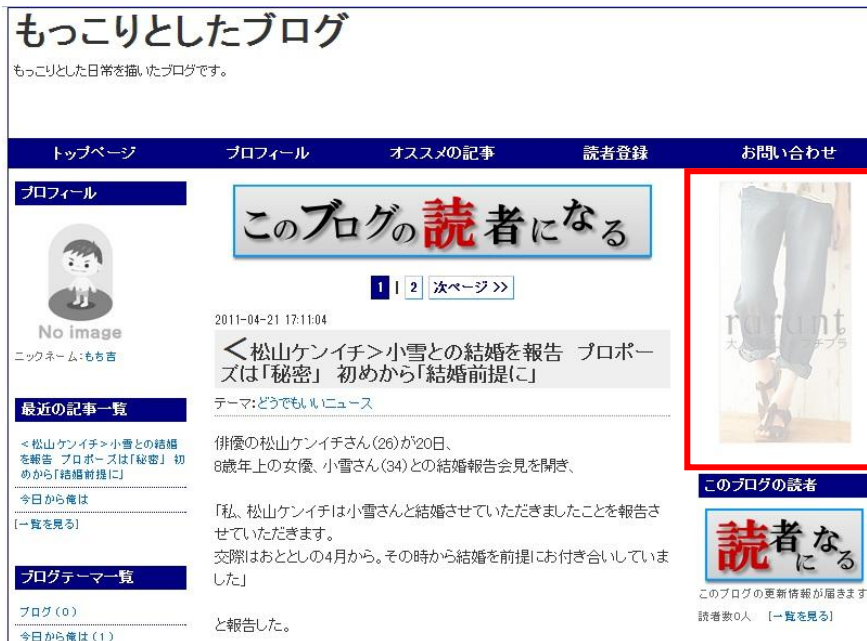 もっこりとしたブログ
もっこりとした日常を描いたブログです。
トップページ
プロフィール
オススメの記事
読者登録
お問い合わせ
プロフィール
No image
ニックネーム:もち吉
最近の記事一覧
<松山ケンイチ>小雪との結婚
を報告 プロポーズは「秘密」 初
めから「結婚前提に」
今日から俺は
[一覧を見る]
ブログテーマ一覧
ブログ(0)
今日から俺は(1)
このブログの読者になる
1 | 2 次ページ >>
2011-04-21 17:11:04
<松山ケンイチ>小雪との結婚を報告 プロポー
ズは「秘密」 初めから「結婚前提に」
テーマ:どうでもいいニュース
俳優の松山ケンイチさん(26)が20日、
8歳年上の女優、小雪さん(34)との結婚報告会見を開き、
「私、松山ケンイチは小雪さんと結婚させていただきましたことを報告さ
せていただきます。
交際はおととしの4月から。その時から結婚を前提にお付き合いしていま
した」
と報告した。
このブログの読者
読者になる
このブログの更新情報が届きます
読者数0人 [一覧を見る]